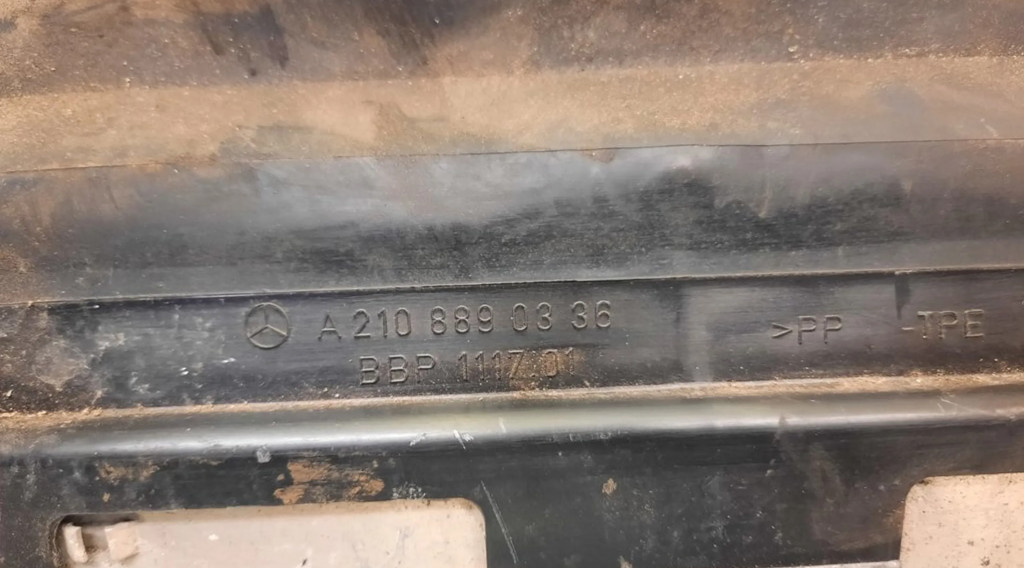 A 210 889 03 36
BBP 1117.01
>PP -TPE